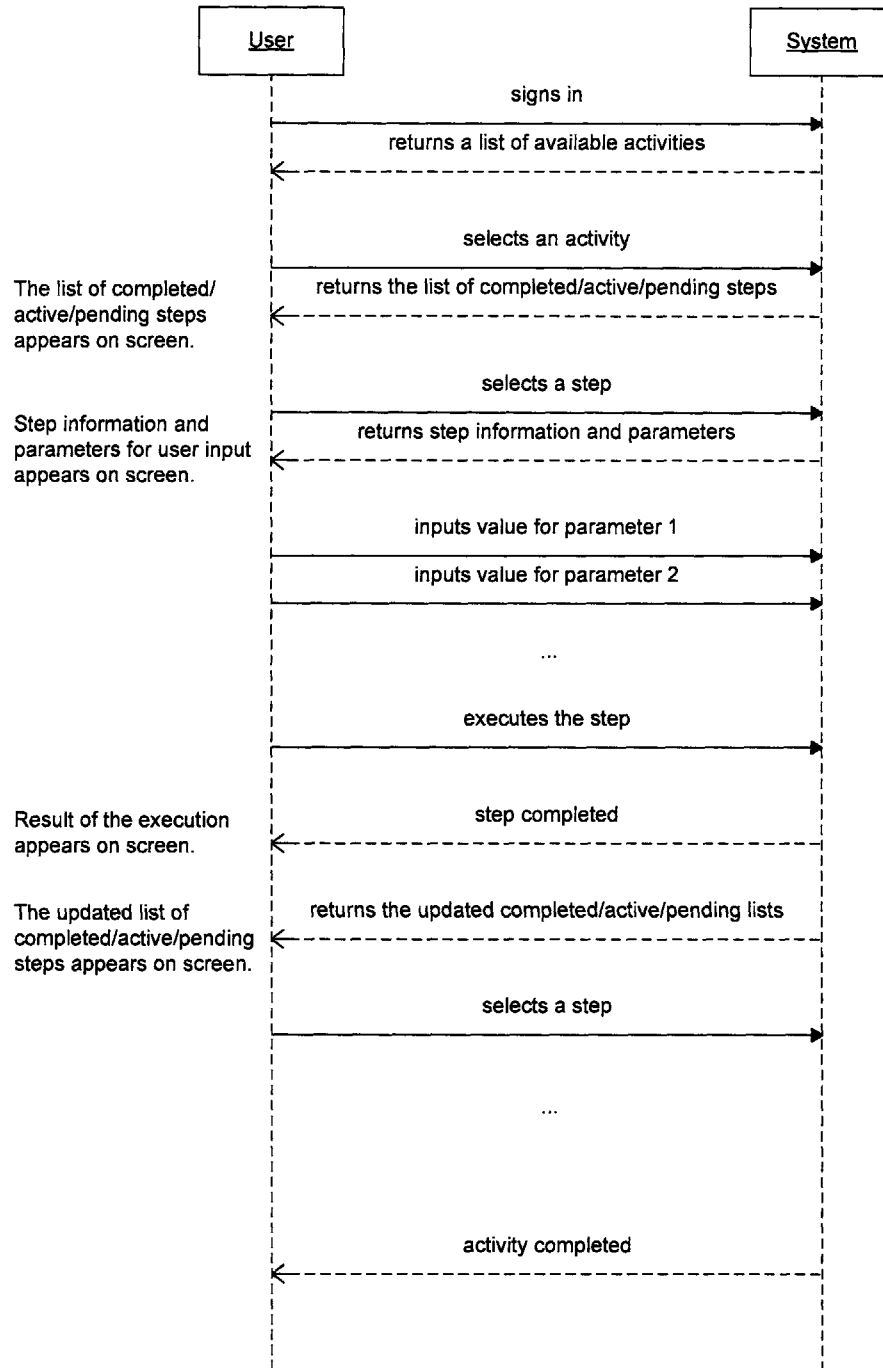 User
System
signs in
returns a list of available activities
selects an activity
The list of completed/
active/pending steps
appears on screen.
returns the list of completed/active/pending steps
selects a step
Step information and
parameters for user input
appears on screen.
returns step information and parameters
inputs value for parameter 1
inputs value for parameter 2
...
executes the step
Result of the execution
appears on screen.
step completed
The updated list of
completed/active/pending
steps appears on screen.
returns the updated completed/active/pending lists
selects a step
...
activity completed